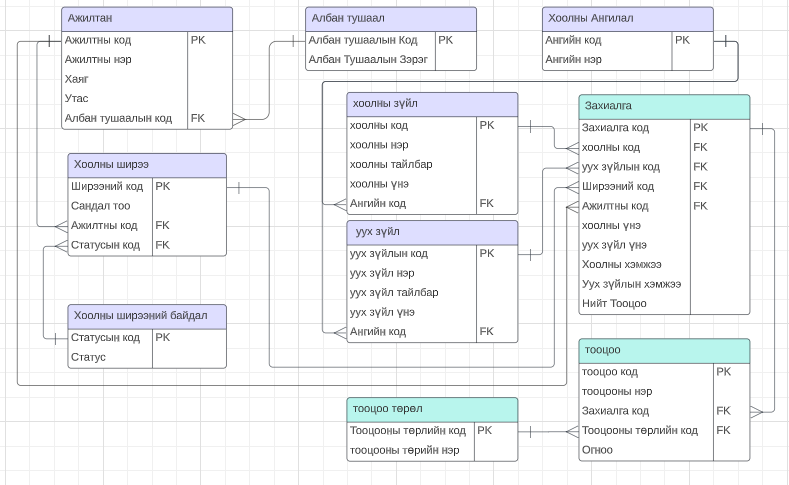 Ажилтан
Ажилтны код PK
Ажилтны нэр
Хаяг
Утас
Албан тушаалын код FK
Албан тушаал
Албан тушаалын Код PK
Албан Тушаалын Зэрэг
Хоолны Ангилал
Ангийн код PK
Ангийн нэр
хоолны зүйл
хоолны код PK
хоолны нэр
хоолны тайлбар
хоолны үнэ
Ангийн код FK
Захиалга
Захиалга код PK
хоолны код FK
уух зүйлын код FK
Ширээний код FK
Ажилтны код FK
хоолны үнэ
уух зүйл үнэ
Хоолны хэмжээ
Уух зүйлын хэмжээ
Нийт Тооцоо
Хоолны ширээ
Ширээний код PK
Сандал тоо
Ажилтны код FK
Статусын код FK
уух зүйл
уух зүйлын код PK
уух зүйл нэр
уух зүйл тайлбар
уух зүйл үнэ
Ангийн код FK
Хоолны ширээний байдал
Статусын код PK
Статус
тооцоо
тооцоо код PK
тооцооны нэр
Захиалга код FK
Тооцооны төрлийн код FK
Огноо
тооцоо төрөл
Тооцооны төрлийн код PK
тооцооны төрийн нэр